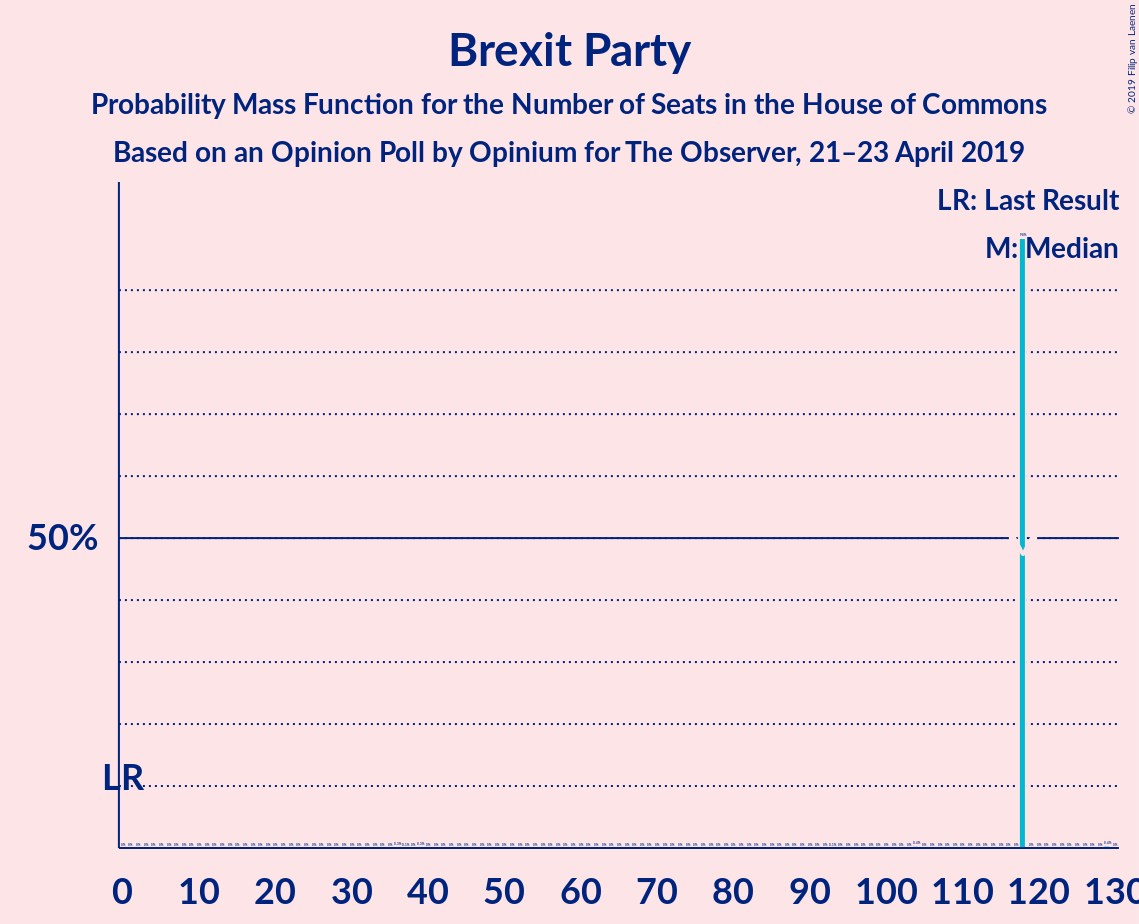 Brexit Party
Probability Mass Function for the Number of Seats in the House of Commons
Based on an Opinion Poll by Opinium for The Observer, 21–23 April 2019
© 2019 Filip van Laenen
LR: Last Result
M: Median
50%
LR
0 10 20 30 40 50 60 70 80 90 100 110 120 130